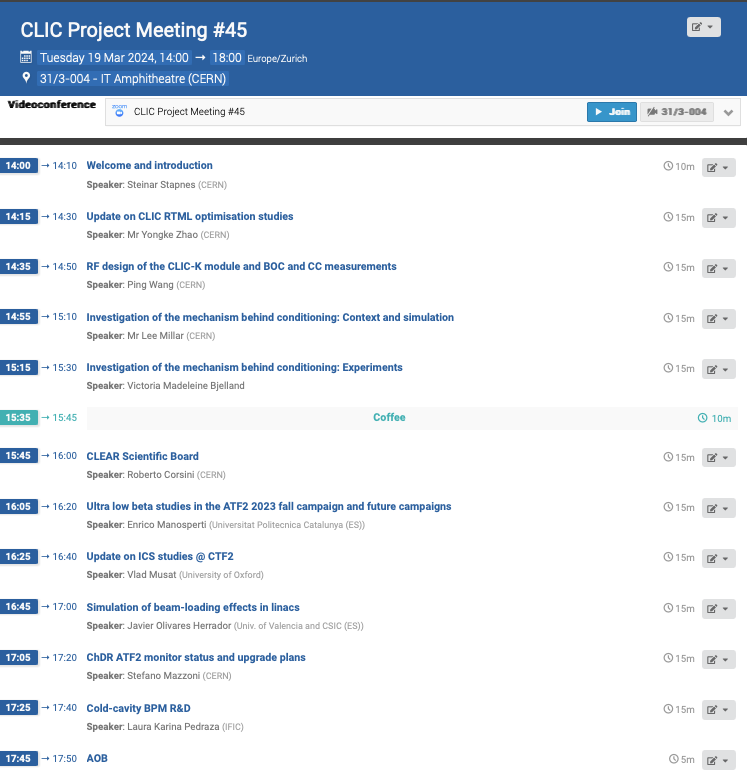 CLIC Project Meeting #45
Tuesday 19 Mar 2024, 14:00 → 18:00 Europe/Zurich
31/3-004 - IT Amphitheatre (CERN)
Videoconference zoom CLIC Project Meeting #45 Join 31/3-004
14:00 → 14:10 Welcome and introduction 10m
Speaker: Steinar Stapnes (CERN)
14:15 → 14:30 Update on CLIC RTML optimisation studies 15m
Speaker: Mr Yongke Zhao (CERN)
14:35 → 14:50 RF design of the CLIC-K module and BOC and CC measurements 15m
Speaker: Ping Wang (CERN)
14:55 → 15:10 Investigation of the mechanism behind conditioning: Context and simulation 15m
Speaker: Mr Lee Millar (CERN)
15:15 → 15:30 Investigation of the mechanism behind conditioning: Experiments 15m
Speaker: Victoria Madeleine Bjelland
15:35 → 15:45 Coffee 10m
15:45 → 16:00 CLEAR Scientific Board 15m
Speaker: Roberto Corsini (CERN)
16:05 → 16:20 Ultra low beta studies in the ATF2 2023 fall campaign and future campaigns 15m
Speaker: Enrico Manosperti (Universitat Politecnica Catalunya (ES))
16:25 → 16:40 Update on ICS studies @ CTF2 15m
Speaker: Vlad Musat (University of Oxford)
16:45 → 17:00 Simulation of beam-loading effects in linacs 15m
Speaker: Javier Olivares Herrador (Univ. of Valencia and CSIC (ES))
17:05 → 17:20 ChDR ATF2 monitor status and upgrade plans 15m
Speaker: Stefano Mazzoni (CERN)
17:25 → 17:40 Cold-cavity BPM R&D 15m
Speaker: Laura Karina Pedraza (IFIC)
17:45 → 17:50 AOB 5m